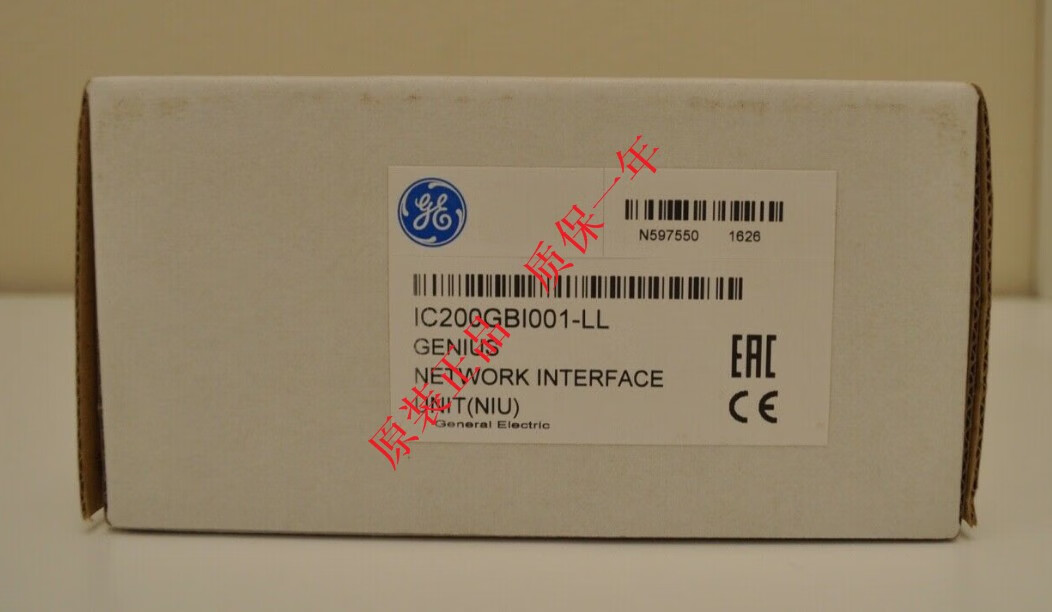 GE
N597550 1626
IC200GBI001-LL
GENIUS
NETWORK INTERFACE
UNIT(NIU)
General Electric
EAC
CE
原装正品 质保一年